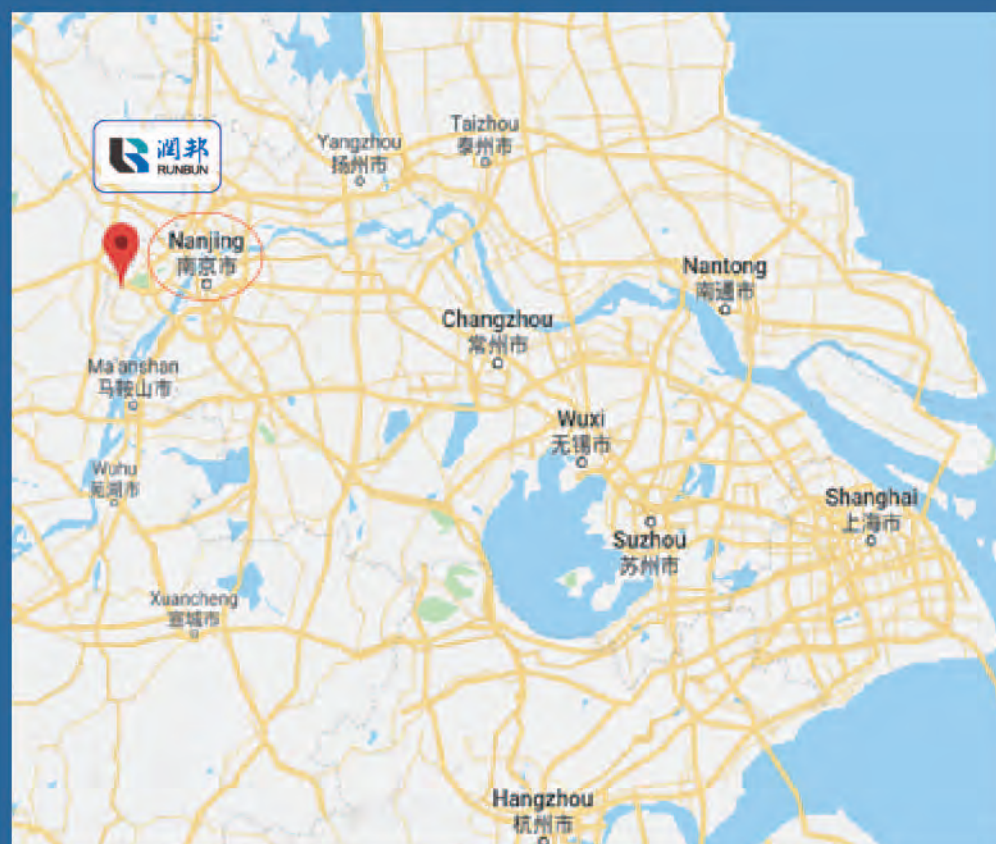 润邦
RUNBUN
Yangzhou
扬州市
Taizhou
泰州市
Nanjing
南京市
Nantong
南通市
Changzhou
常州市
Ma'anshan
马鞍山市
Wuxi
无锡市
Wuhu
芜湖市
Shanghai
上海市
Suzhou
苏州市
Xuancheng
宣城市
Hangzhou
杭州市